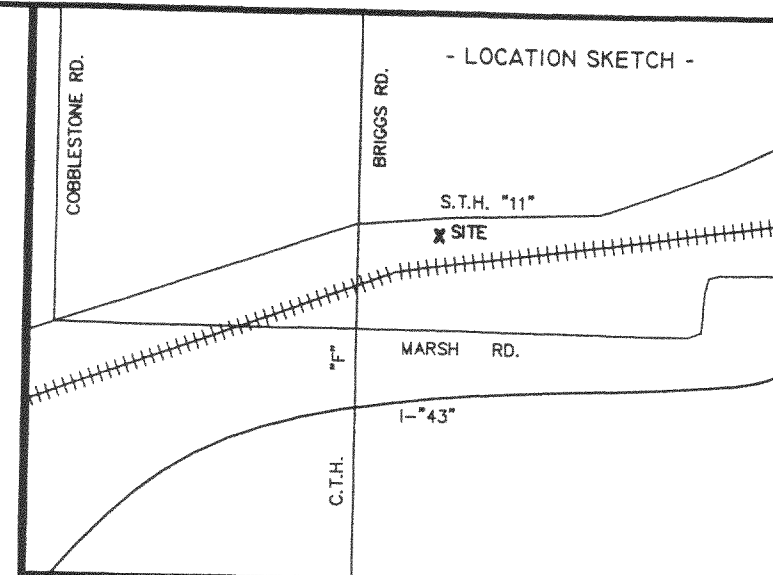 - LOCATION SKETCH -
COBBLESTONE RD.
BRIGGS RD.
S.T.H. "11"
X SITE
"F"
MARSH RD.
I-"43"
C.T.H.